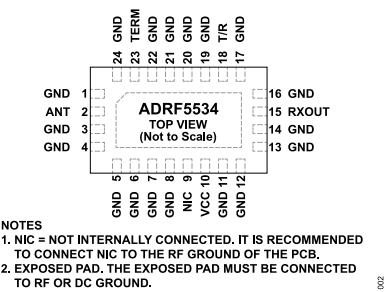 24 GND
23 TERM
22 GND
21 GND
20 GND
19 GND
18 T/R
17 GND
GND 1
ANT 2
GND 3
GND 4
ADRF5534
TOP VIEW
(Not to Scale)
16 GND
15 RXOUT
14 GND
13 GND
GND 5
GND 6
GND 7
GND 8
NIC 9
VCC 10
GND 11
GND 12
NOTES
1. NIC = NOT INTERNALLY CONNECTED. IT IS RECOMMENDED
TO CONNECT NIC TO THE RF GROUND OF THE PCB.
2. EXPOSED PAD. THE EXPOSED PAD MUST BE CONNECTED
TO RF OR DC GROUND.
002